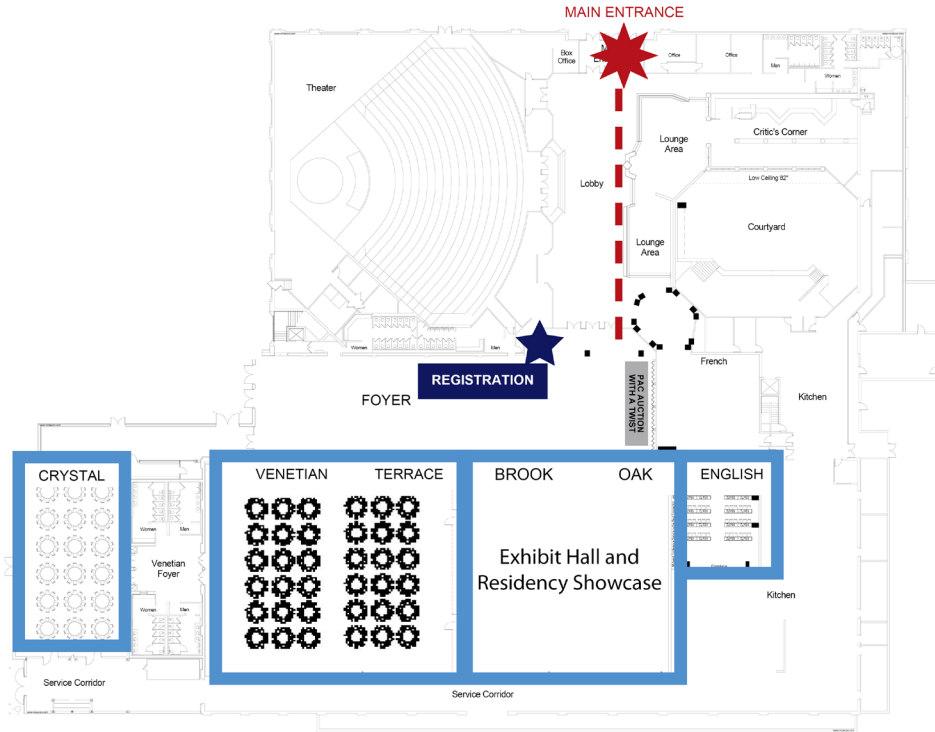 MAIN ENTRANCE
Box
Office
Office
Office
Men
Women
Theater
Lounge
Area
Critic's Corner
Low Ceiling 82"
Lobby
Courtyard
Lounge
Area
Women
Men
French
REGISTRATION
FOYER
PAC AUCTION
WITH A TWIST
Kitchen
CRYSTAL
VENETIAN
TERRACE
BROOK
OAK
ENGLISH
Women
Men
Venetian
Foyer
Exhibit Hall and
Residency Showcase
Women
Men
Kitchen
Service Corridor
Service Corridor